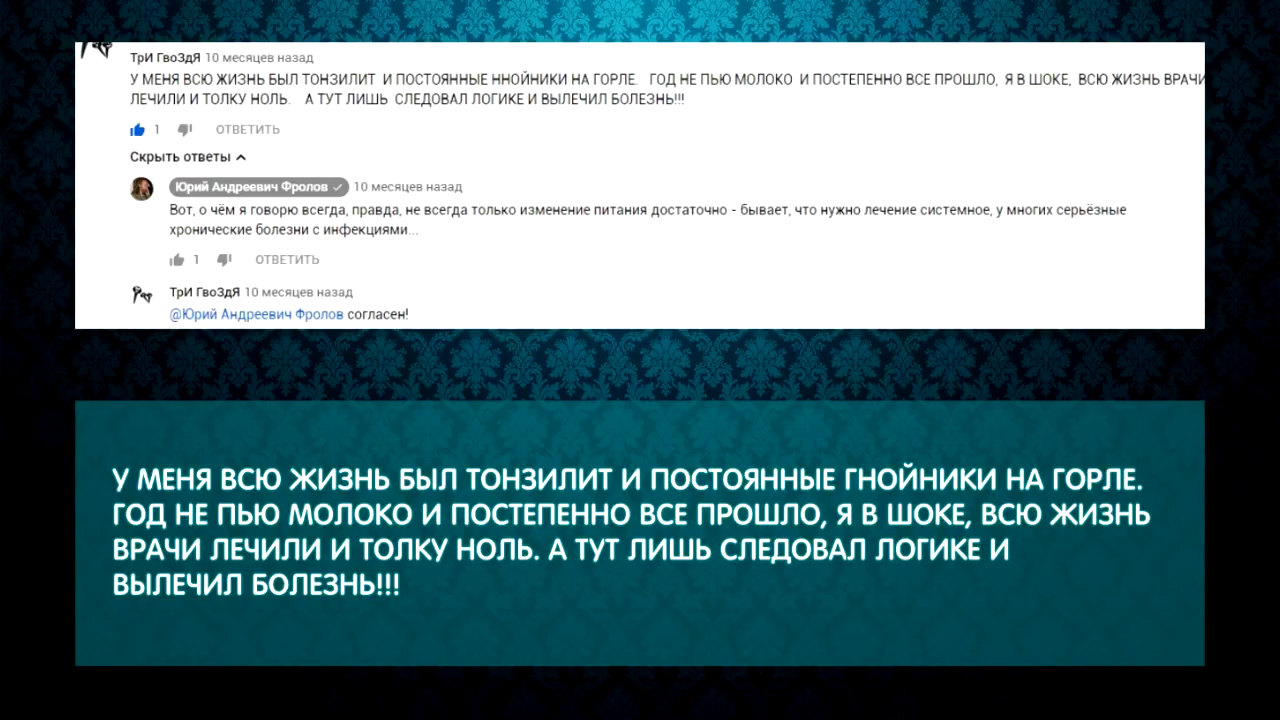 ТрИ ГвоЗдЯ 10 месяцев назад
У МЕНЯ ВСЮ ЖИЗНЬ БЫЛ ТОНЗИЛИТ И ПОСТОЯННЫЕ ННОЙНИКИ НА ГОРЛЕ. ГОД НЕ ПЬЮ МОЛОКО И ПОСТЕПЕННО ВСЕ ПРОШЛО, Я В ШОКЕ, ВСЮ ЖИЗНЬ ВРАЧИ
ЛЕЧИЛИ И ТОЛКУ НОЛЬ. А ТУТ ЛИШЬ СЛЕДОВАЛ ЛОГИКЕ И ВЫЛЕЧИЛ БОЛЕЗНЬ!!!
1 ОТВЕТИТЬ
Скрыть ответы
Юрий Андреевич Фролов 10 месяцев назад
Вот, о чём я говорю всегда, правда, не всегда только изменение питания достаточно - бывает, что нужно лечение системное, у многих серьёзные
хронические болезни с инфекциями...
1 ОТВЕТИТЬ
ТрИ ГвоЗдЯ 10 месяцев назад
@Юрий Андреевич Фролов согласен!
У МЕНЯ ВСЮ ЖИЗНЬ БЫЛ ТОНЗИЛИТ И ПОСТОЯННЫЕ ГНОЙНИКИ НА ГОРЛЕ.
ГОД НЕ ПЬЮ МОЛОКО И ПОСТЕПЕННО ВСЕ ПРОШЛО, Я В ШОКЕ, ВСЮ ЖИЗНЬ
ВРАЧИ ЛЕЧИЛИ И ТОЛКУ НОЛЬ. А ТУТ ЛИШЬ СЛЕДОВАЛ ЛОГИКЕ И
ВЫЛЕЧИЛ БОЛЕЗНЬ!!!